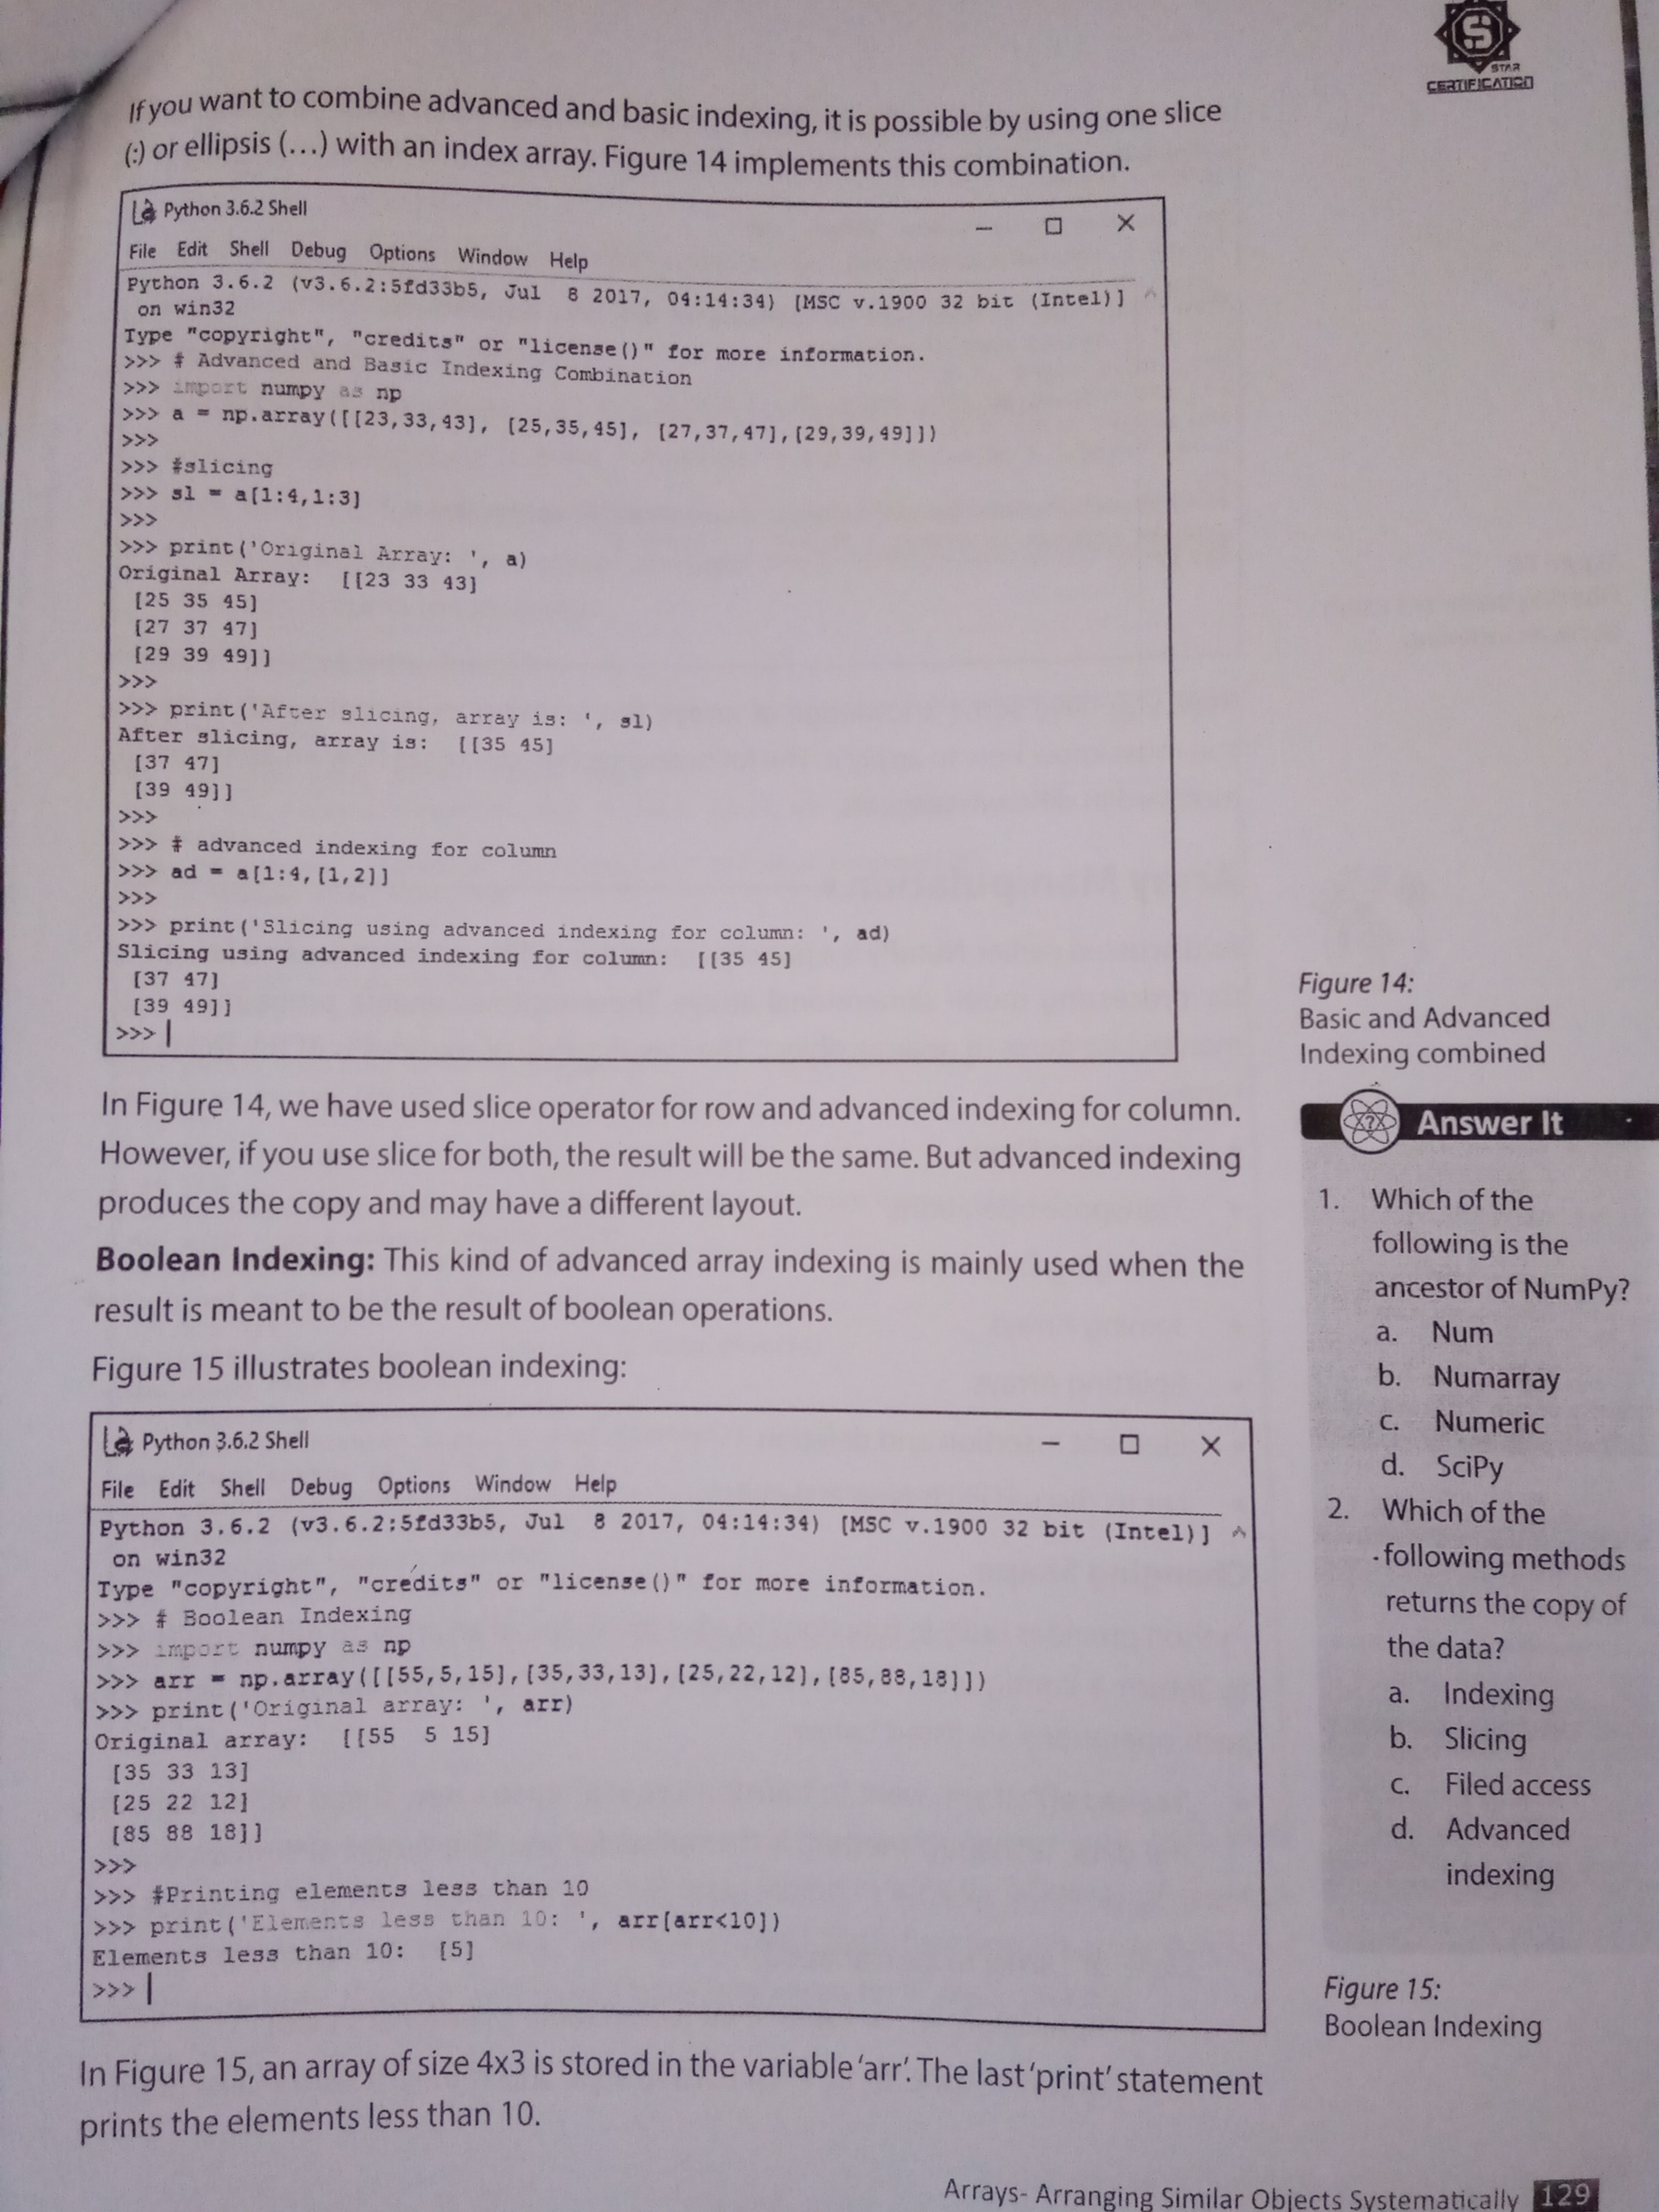 STAR
CERTIFICATION
If you want to combine advanced and basic indexing, it is possible by using one slice
(:) or ellipsis (...) with an index array. Figure 14 implements this combination.
Python 3.6.2 Shell
File Edit Shell Debug Options Window Help
Python 3.6.2 (v3.6.2:5fd33b5, Jul  8 2017, 04:14:34) [MSC v.1900 32 bit (Intel)]
 on win32
Type "copyright", "credits" or "license()" for more information.
>>> # Advanced and Basic Indexing Combination
>>> import numpy as np
>>> a = np.array([[23,33,43], [25,35,45], [27,37,47],[29,39,49]])
>>>
>>> #slicing
>>> sl = a[1:4,1:3]
>>>
>>> print('Original Array: ', a)
Original Array:  [[23 33 43]
 [25 35 45]
 [27 37 47]
 [29 39 49]]
>>>
>>> print('After slicing, array is: ', sl)
After slicing, array is:  [[35 45]
 [37 47]
 [39 49]]
>>>
>>> # advanced indexing for column
>>> ad = a[1:4,[1,2]]
>>>
>>> print('Slicing using advanced indexing for column: ', ad)
Slicing using advanced indexing for column:  [[35 45]
 [37 47]
 [39 49]]
>>>
Figure 14:
Basic and Advanced
Indexing combined
In Figure 14, we have used slice operator for row and advanced indexing for column.
However, if you use slice for both, the result will be the same. But advanced indexing
produces the copy and may have a different layout.
Boolean Indexing: This kind of advanced array indexing is mainly used when the
result is meant to be the result of boolean operations.
Figure 15 illustrates boolean indexing:
Python 3.6.2 Shell
File Edit Shell Debug Options Window Help
Python 3.6.2 (v3.6.2:5fd33b5, Jul  8 2017, 04:14:34) [MSC v.1900 32 bit (Intel)]
 on win32
Type "copyright", "credits" or "license()" for more information.
>>> # Boolean Indexing
>>> import numpy as np
>>> arr = np.array([[55,5,15],[35,33,13],[25,22,12],[85,88,18]])
>>> print('Original array: ', arr)
Original array:  [[55  5 15]
 [35 33 13]
 [25 22 12]
 [85 88 18]]
>>>
>>> #Printing elements less than 10
>>> print('Elements less than 10: ', arr[arr<10])
Elements less than 10:  [5]
>>>
In Figure 15, an array of size 4x3 is stored in the variable 'arr'. The last 'print' statement
prints the elements less than 10.
Answer It
1. Which of the
following is the
ancestor of NumPy?
a. Num
b. Numarray
c. Numeric
d. SciPy
2. Which of the
following methods
returns the copy of
the data?
a. Indexing
b. Slicing
c. Filed access
d. Advanced
indexing
Figure 15:
Boolean Indexing
Arrays- Arranging Similar Objects Systematically 129